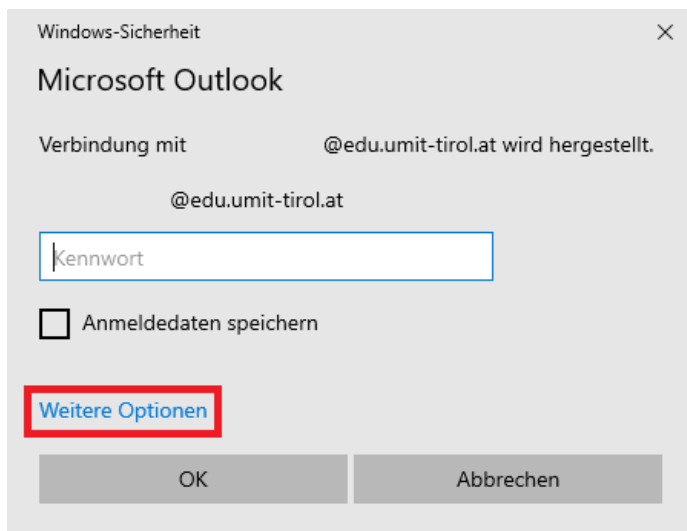 Windows-Sicherheit
Microsoft Outlook
Verbindung mit @edu.umit-tirol.at wird hergestellt.
@edu.umit-tirol.at
Kennwort
Anmeldedaten speichern
Weitere Optionen
OK Abbrechen